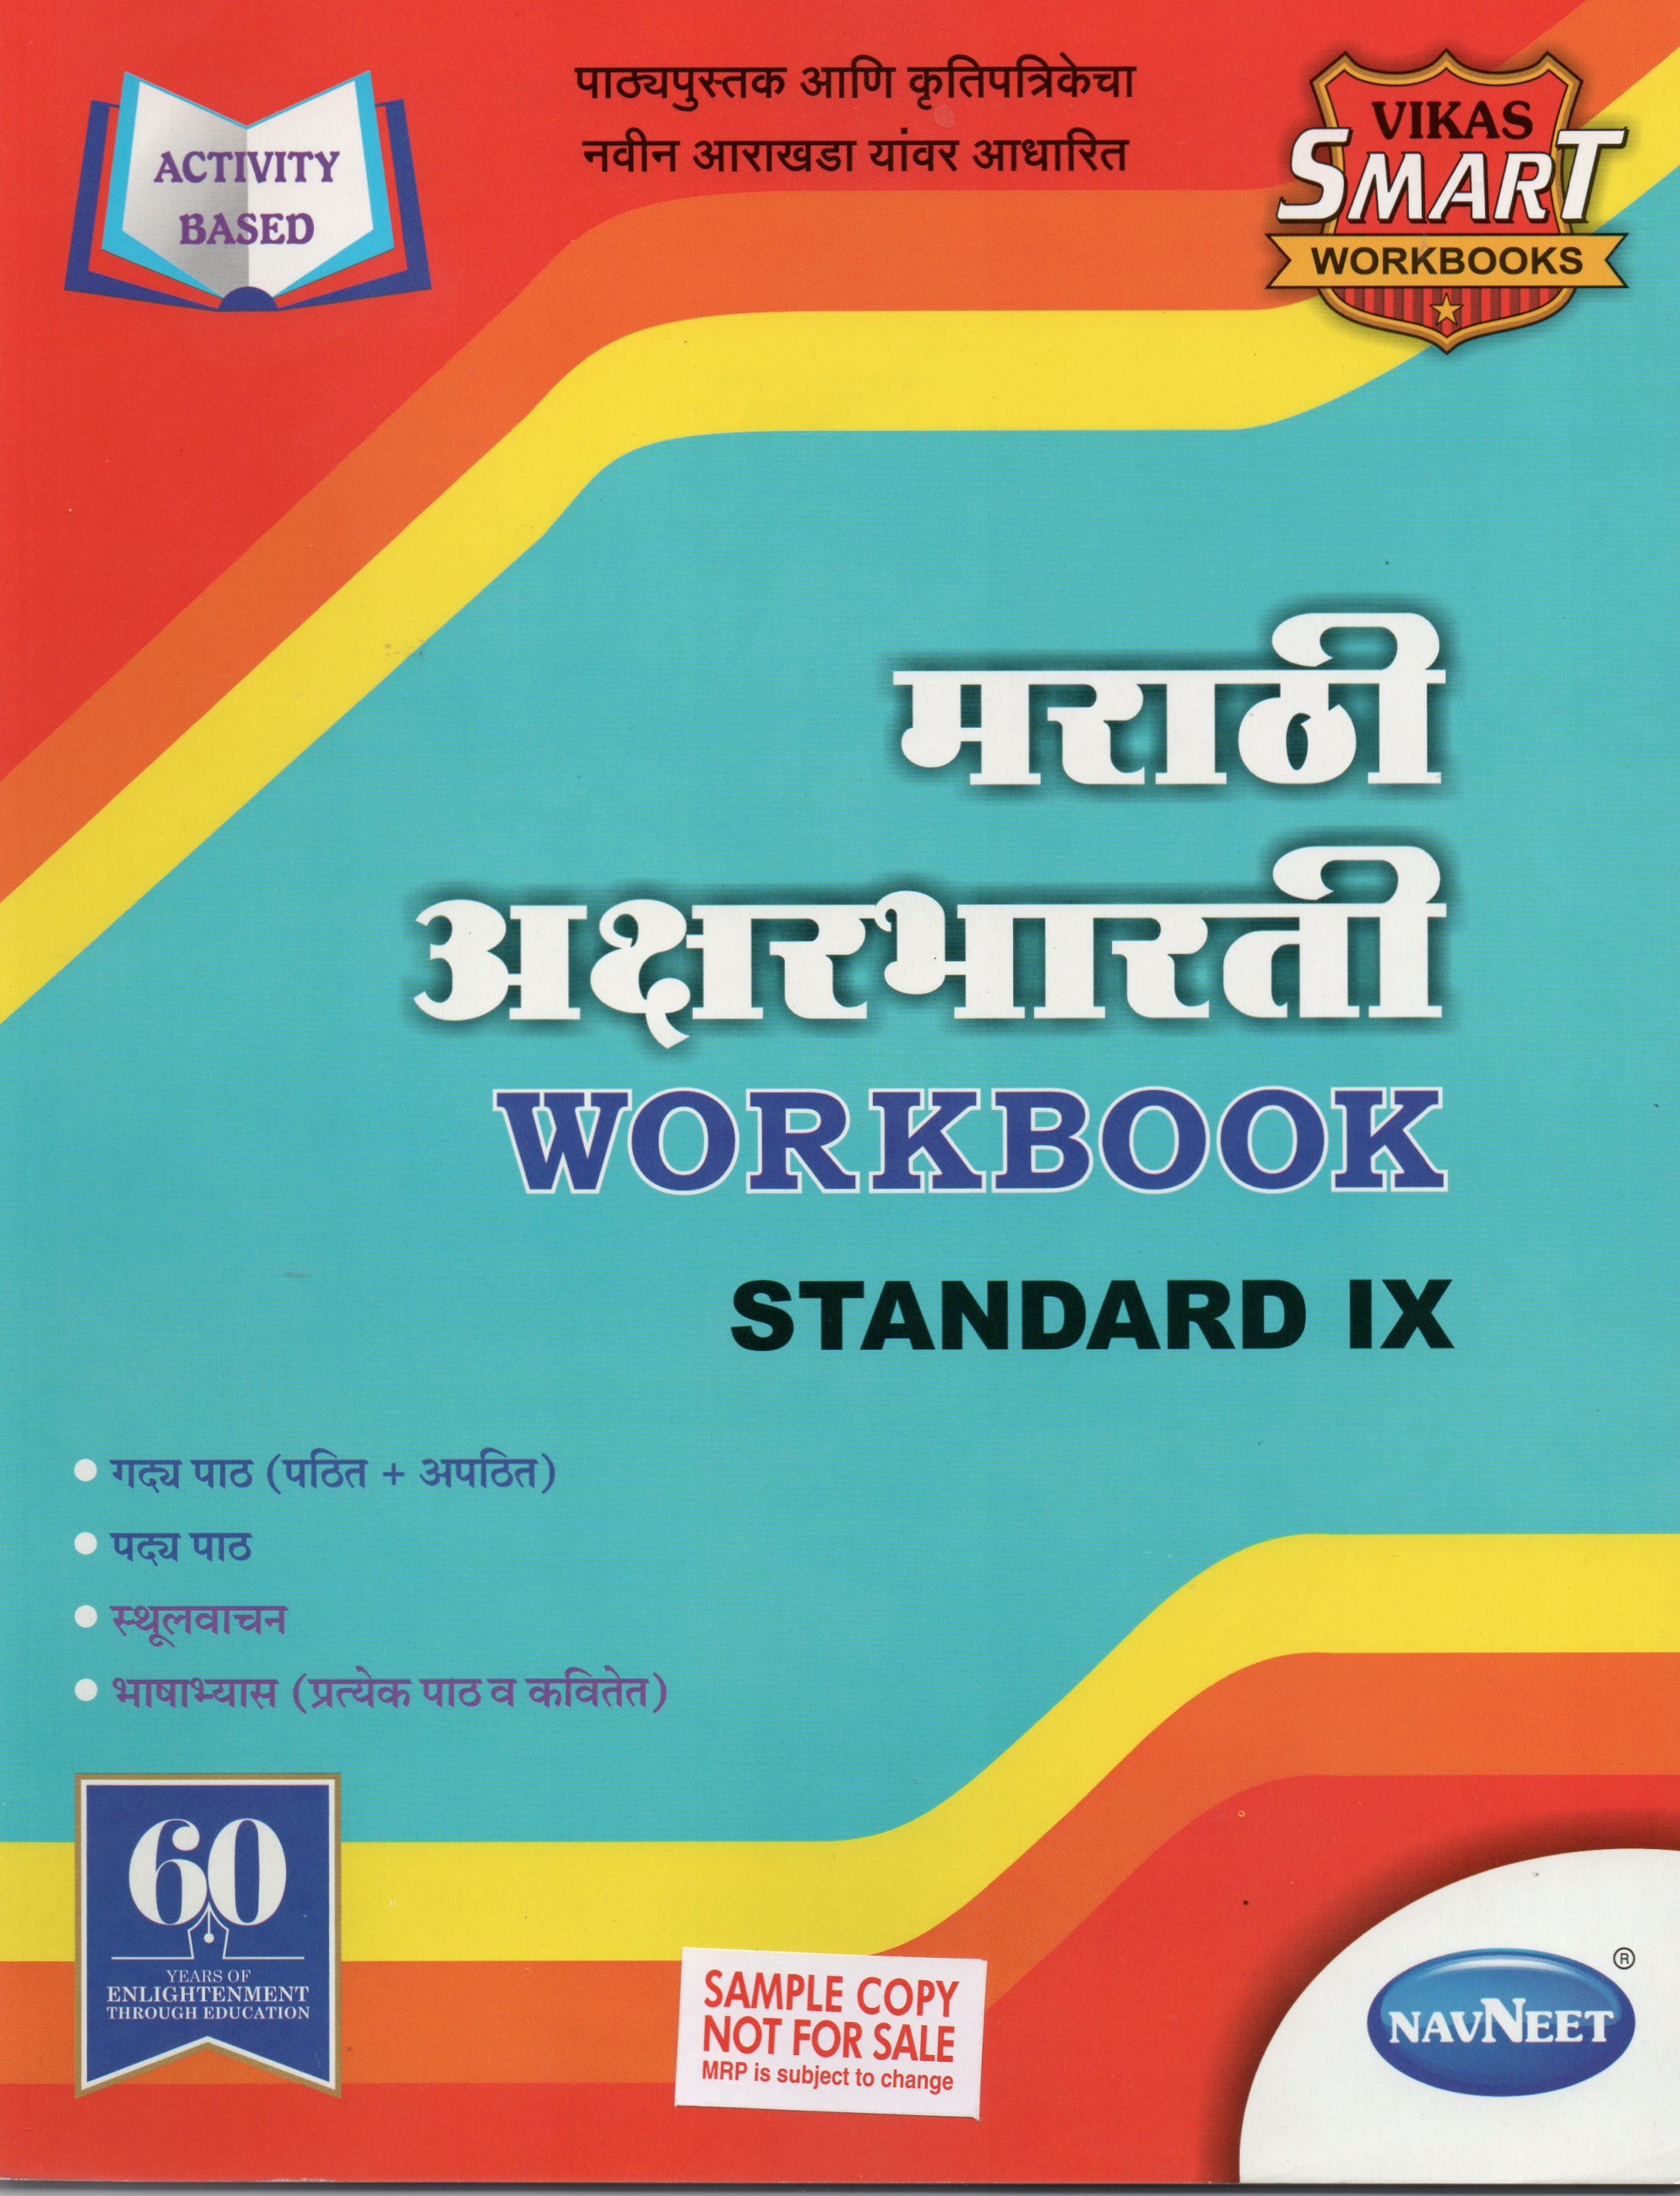 ACTIVITY
BASED
पाठ्यपुस्तक आणि कृतिपत्रिकेचा
नवीन आराखडा यांवर आधारित
VIKAS
SMART
WORKBOOKS
मराठी
अक्षरभारती
WORKBOOK
STANDARD IX
• गद्य पाठ (पठित + अपठित)
• पद्य पाठ
• स्थूलवाचन
• भाषाभ्यास (प्रत्येक पाठ व कवितेत)
60
YEARS OF
ENLIGHTENMENT
THROUGH EDUCATION
SAMPLE COPY
NOT FOR SALE
MRP is subject to change
NAVNEET ®